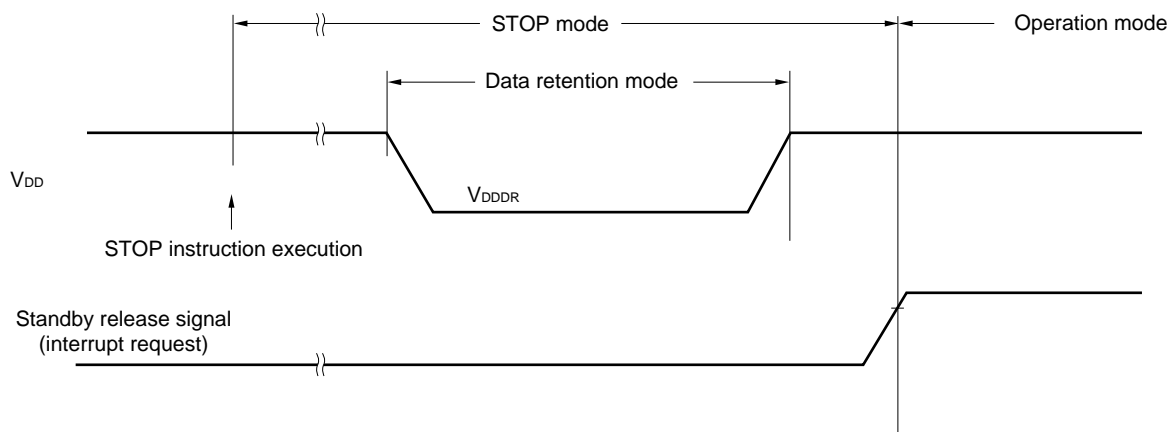 STOP mode
Operation mode
Data retention mode
VDD
VDDDR
STOP instruction execution
Standby release signal
(interrupt request)